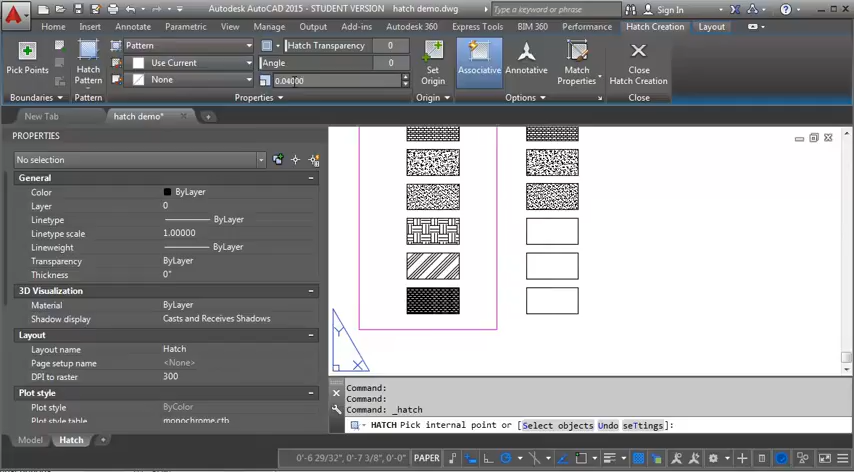 Autodesk AutoCAD 2015 - STUDENT VERSION hatch demo.dwg
Type a keyword or phrase
Sign In
Home Insert Annotate Parametric View Manage Output Add-ins Autodesk 360 Express Tools BIM 360 Performance Hatch Creation Layout
Pattern Hatch Transparency 0
Use Current Angle 0
None 0.04000
Pick Points
Hatch
Pattern
Set
Origin
Associative
Annotative
Match
Properties
Close
Hatch Creation
Boundaries Pattern Properties Origin Options Close
New Tab hatch demo*
PROPERTIES
No selection
General
Color ByLayer
Layer 0
Linetype ByLayer
Linetype scale 1.00000
Lineweight ByLayer
Transparency ByLayer
Thickness 0"
3D Visualization
Material ByLayer
Shadow display Casts and Receives Shadows
Layout
Layout name Hatch
Page setup name <None>
DPI to raster 300
Plot style
Plot style ByColor
Plot style table monochrome.ctb
Y
X
Command:
Command:
Command: _hatch
HATCH Pick internal point or [Select objects Undo seTtings]:
Model Hatch
0'-6 29/32", 0'-7 3/8", 0'-0" PAPER